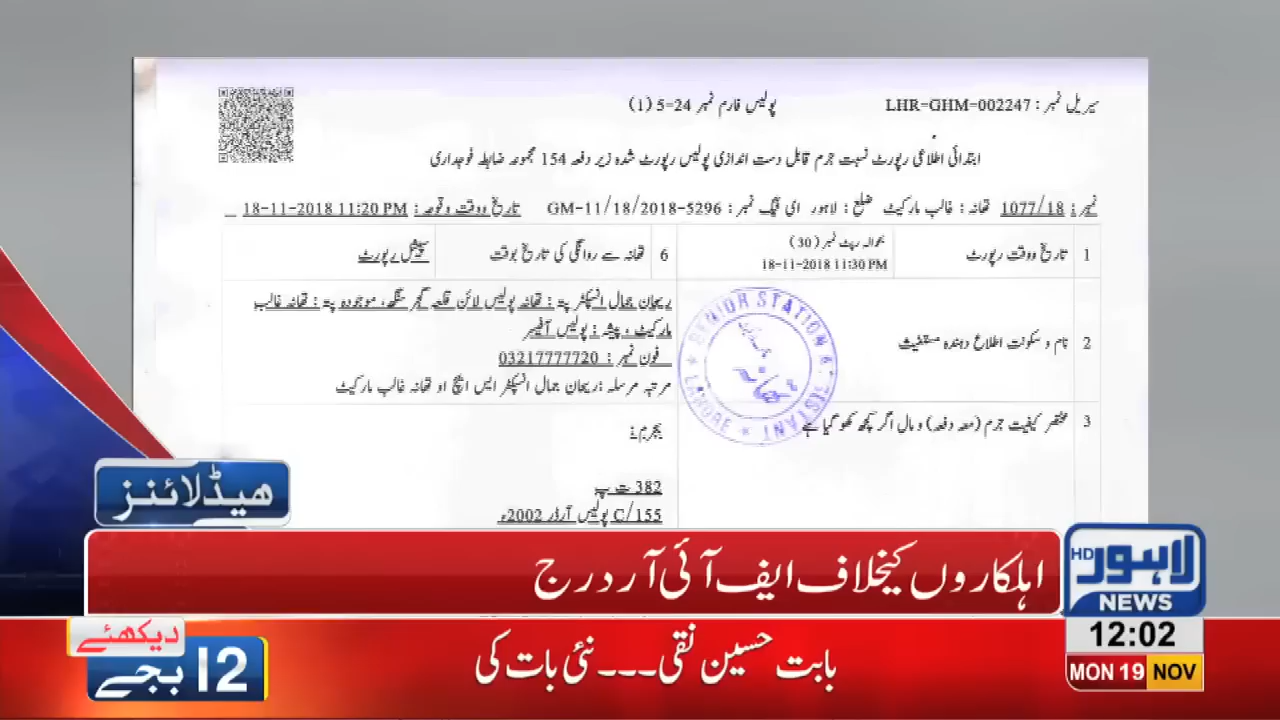 سیریل نمبر : LHR-GHM-002247
پولیس فارم نمبر 24-5 (1)
ابتدائی اطلاعی رپورٹ نسبت جرم قابل دست اندازی پولیس رپورٹ شدہ زیر دفعہ 154 مجموعہ ضابطہ فوجداری
نمبر : 1077/18 تھانہ : غالب مارکیٹ ضلع : لاہور ای ٹیگ نمبر : GM-11/18/2018-5296 تاریخ و وقت وقوعہ : 18-11-2018 11:20 PM
1 تاریخ و وقت رپورٹ
بحوالہ رپٹ نمبر (30)
18-11-2018 11:30 PM
6 تھانہ سے روانگی کی تاریخ بوقت
سپیشل رپورٹ
2 نام و سکونت اطلاع دہندہ مستغیث
ریحان جمال انسپکٹر پتہ : تھانہ پولیس لائن قلعہ گجر سنگھ، موجودہ پتہ : تھانہ غالب
مارکیٹ ، پیشہ : پولیس آفیسر
فون نمبر : 03217777720
مرتبہ مرسلہ :ریحان جمال انسپکٹر ایس ایچ او تھانہ غالب مارکیٹ
SENIOR STATION
LAHORE
3 مختصر کیفیت جرم (معہ دفعہ) و مال اگر کچھ کھو گیا ہے
بجرم:
382 ت پ
155/C پولیس آرڈر 2002ء
ھیڈلائنز
اہلکاروں کیخلاف ایف آئی آر درج
HD لاہور
NEWS
12:02
MON 19 NOV
دیکھئے
12 بجے
بابت حسین نقی۔۔۔ نئی بات کی